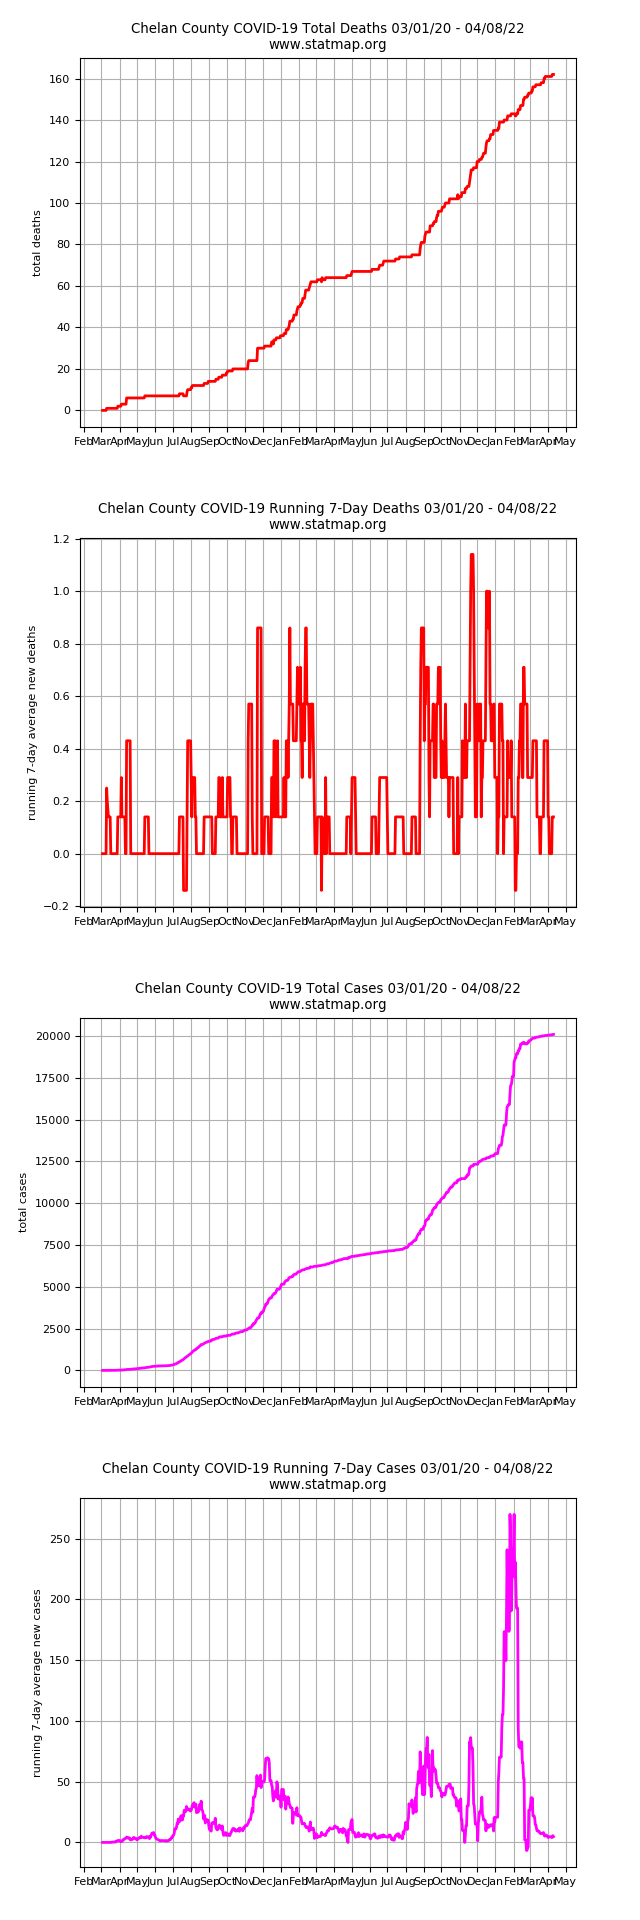 Chelan County COVID-19 Total Deaths 03/01/20 - 04/08/22
www.statmap.org
160
140
120
100
80
60
40
20
0
total deaths
Feb Mar Apr May Jun Jul Aug Sep Oct Nov Dec Jan Feb Mar Apr May Jun Jul Aug Sep Oct Nov Dec Jan Feb Mar Apr May
Chelan County COVID-19 Running 7-Day Deaths 03/01/20 - 04/08/22
www.statmap.org
1.2
1.0
0.8
0.6
0.4
0.2
0.0
−0.2
running 7-day average new deaths
Feb Mar Apr May Jun Jul Aug Sep Oct Nov Dec Jan Feb Mar Apr May Jun Jul Aug Sep Oct Nov Dec Jan Feb Mar Apr May
Chelan County COVID-19 Total Cases 03/01/20 - 04/08/22
www.statmap.org
20000
17500
15000
12500
10000
7500
5000
2500
0
total cases
Feb Mar Apr May Jun Jul Aug Sep Oct Nov Dec Jan Feb Mar Apr May Jun Jul Aug Sep Oct Nov Dec Jan Feb Mar Apr May
Chelan County COVID-19 Running 7-Day Cases 03/01/20 - 04/08/22
www.statmap.org
250
200
150
100
50
0
running 7-day average new cases
Feb Mar Apr May Jun Jul Aug Sep Oct Nov Dec Jan Feb Mar Apr May Jun Jul Aug Sep Oct Nov Dec Jan Feb Mar Apr May